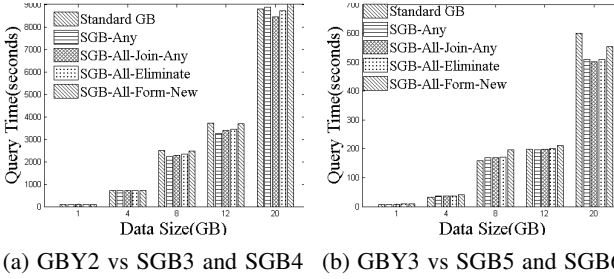 9000
8000
7000
6000
5000
4000
3000
2000
1000
0
Query Time(seconds)
Standard GB
SGB-Any
SGB-All-Join-Any
SGB-All-Eliminate
SGB-All-Form-New
1 4 8 12 20
Data Size(GB)
(a) GBY2 vs SGB3 and SGB4
700
600
500
400
300
200
100
0
Query Time(seconds)
Standard GB
SGB-Any
SGB-All-Join-Any
SGB-All-Eliminate
SGB-All-Form-New
1 4 8 12 20
Data Size(GB)
(b) GBY3 vs SGB5 and SGB6